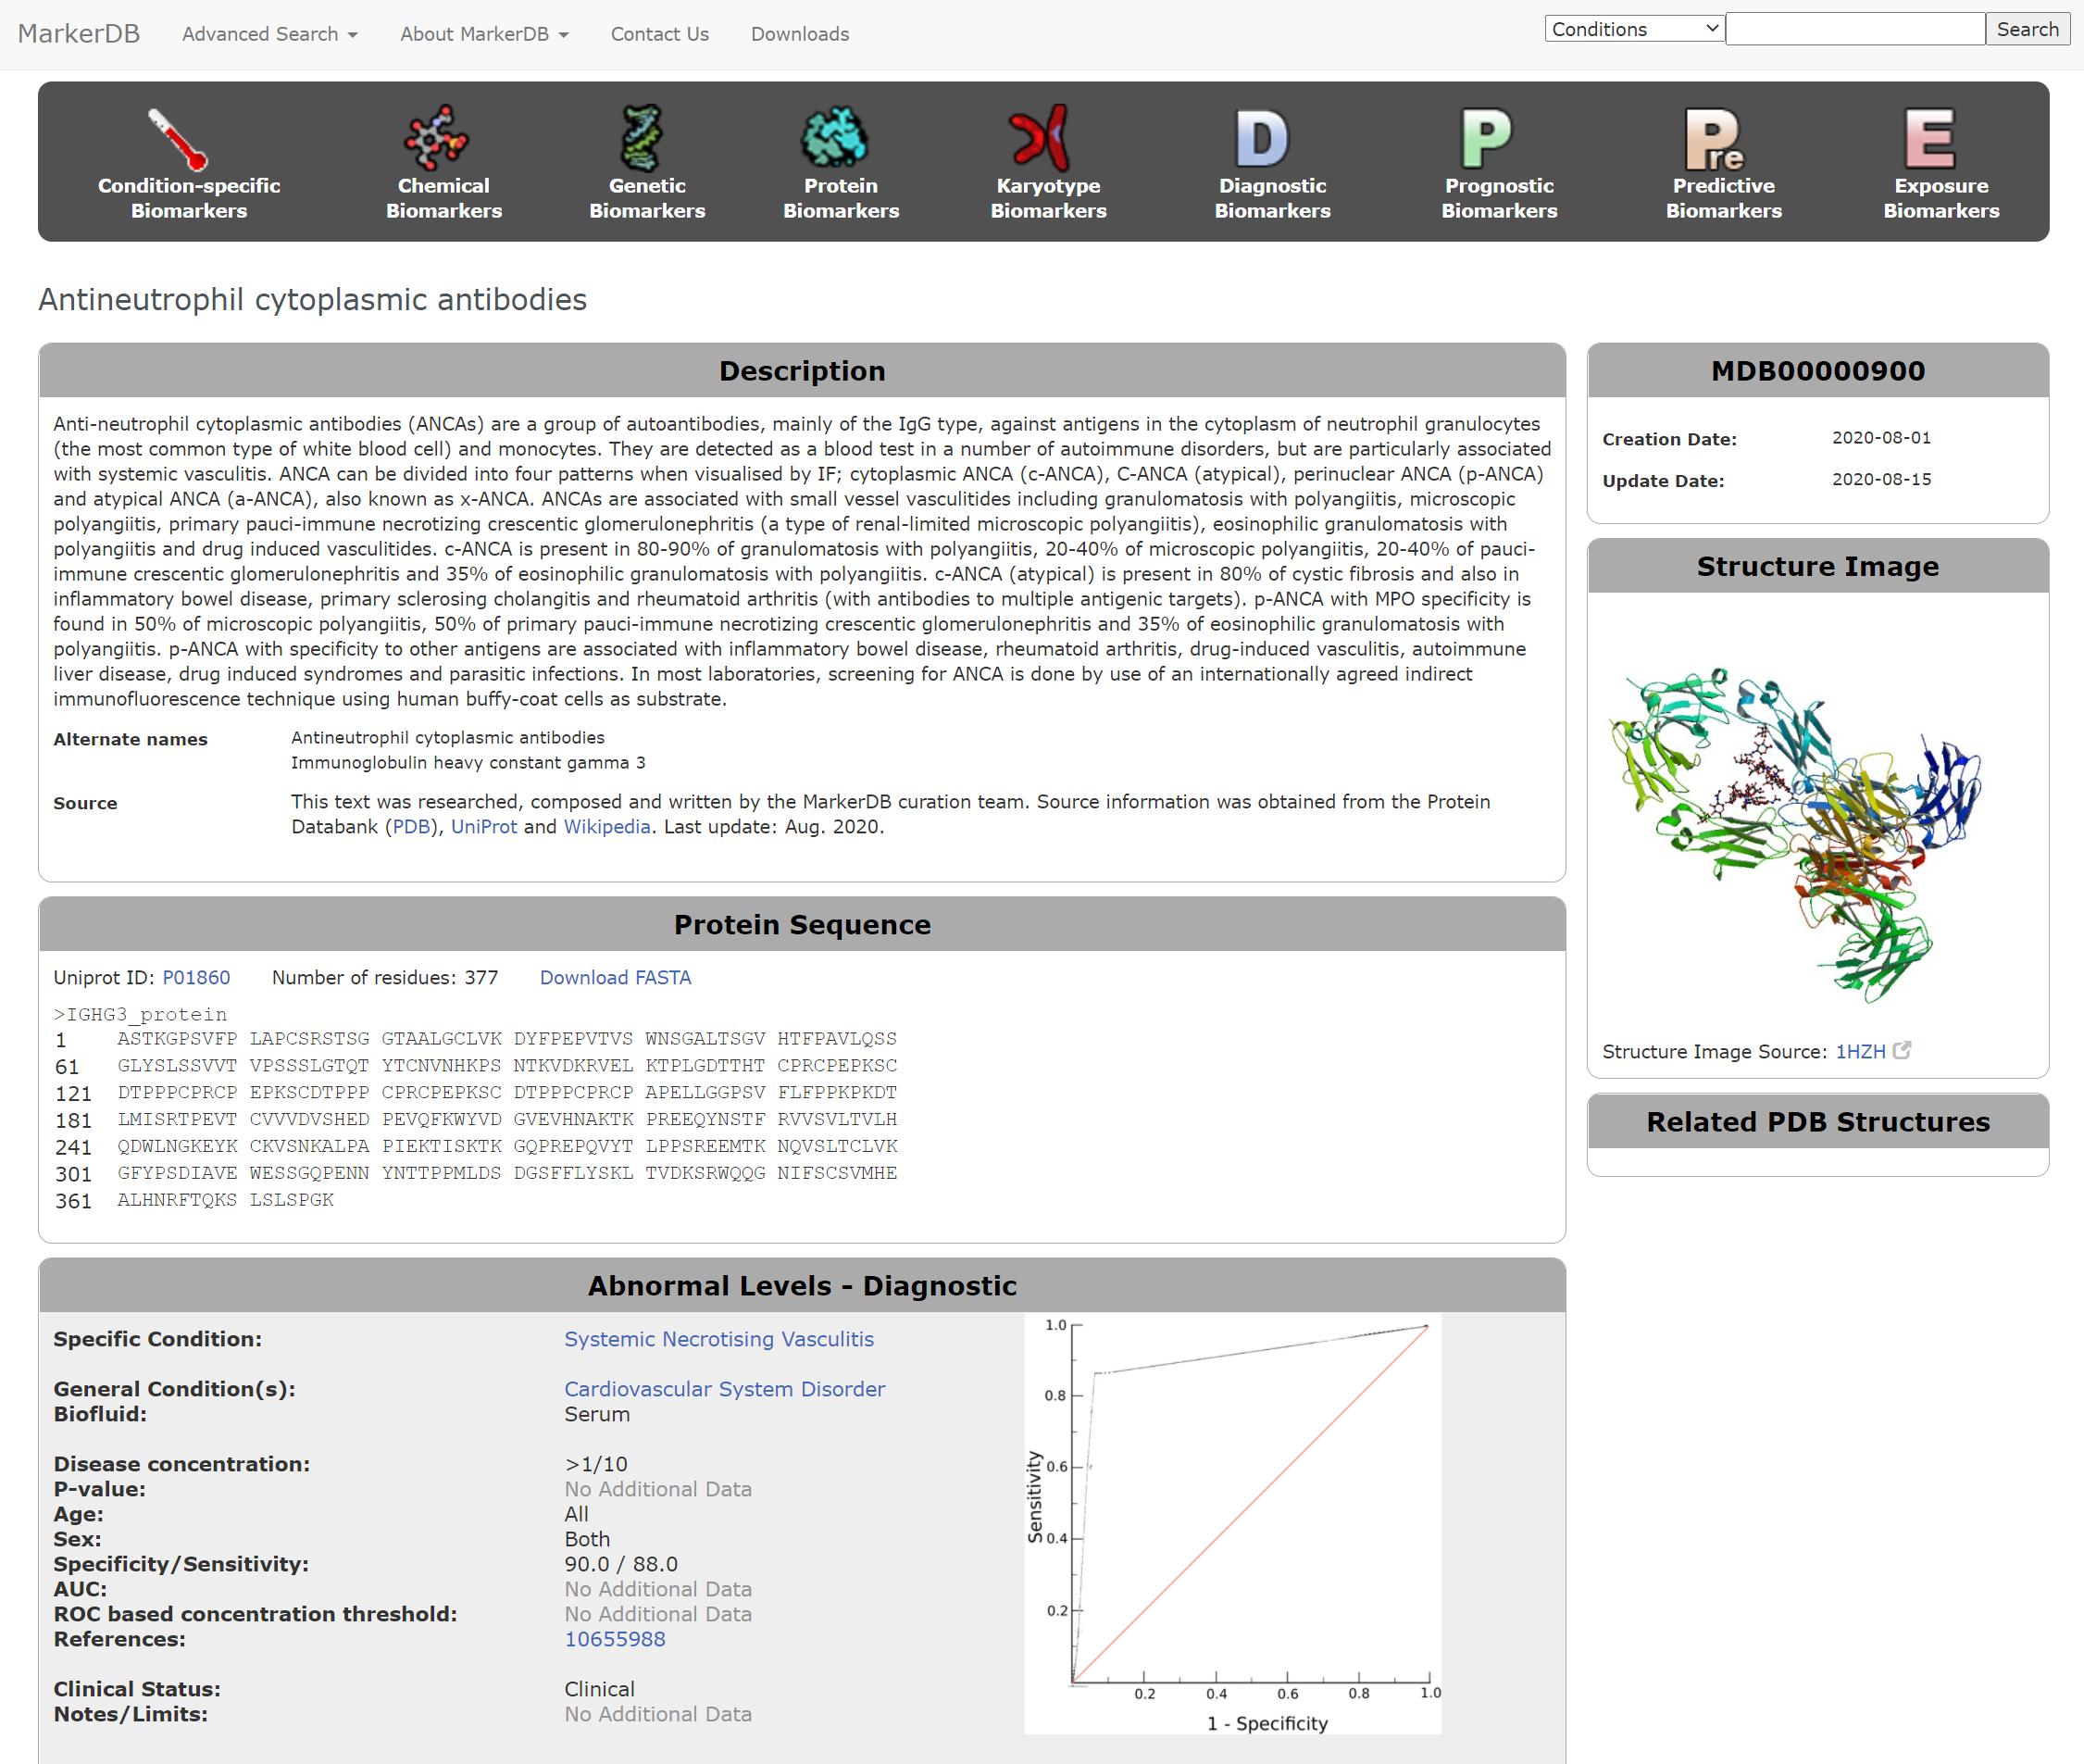 MarkerDB Advanced Search About MarkerDB Contact Us Downloads Conditions Search
Condition-specific Biomarkers
Chemical Biomarkers
Genetic Biomarkers
Protein Biomarkers
Karyotype Biomarkers
D
Diagnostic Biomarkers
P
Prognostic Biomarkers
Pre
Predictive Biomarkers
E
Exposure Biomarkers
Antineutrophil cytoplasmic antibodies
Description
Anti-neutrophil cytoplasmic antibodies (ANCAs) are a group of autoantibodies, mainly of the IgG type, against antigens in the cytoplasm of neutrophil granulocytes
(the most common type of white blood cell) and monocytes. They are detected as a blood test in a number of autoimmune disorders, but are particularly associated
with systemic vasculitis. ANCA can be divided into four patterns when visualised by IF; cytoplasmic ANCA (c-ANCA), C-ANCA (atypical), perinuclear ANCA (p-ANCA)
and atypical ANCA (a-ANCA), also known as x-ANCA. ANCAs are associated with small vessel vasculitides including granulomatosis with polyangiitis, microscopic
polyangiitis, primary pauci-immune necrotizing crescentic glomerulonephritis (a type of renal-limited microscopic polyangiitis), eosinophilic granulomatosis with
polyangiitis and drug induced vasculitides. c-ANCA is present in 80-90% of granulomatosis with polyangiitis, 20-40% of microscopic polyangiitis, 20-40% of pauci-
immune crescentic glomerulonephritis and 35% of eosinophilic granulomatosis with polyangiitis. c-ANCA (atypical) is present in 80% of cystic fibrosis and also in
inflammatory bowel disease, primary sclerosing cholangitis and rheumatoid arthritis (with antibodies to multiple antigenic targets). p-ANCA with MPO specificity is
found in 50% of microscopic polyangiitis, 50% of primary pauci-immune necrotizing crescentic glomerulonephritis and 35% of eosinophilic granulomatosis with
polyangiitis. p-ANCA with specificity to other antigens are associated with inflammatory bowel disease, rheumatoid arthritis, drug-induced vasculitis, autoimmune
liver disease, drug induced syndromes and parasitic infections. In most laboratories, screening for ANCA is done by use of an internationally agreed indirect
immunofluorescence technique using human buffy-coat cells as substrate.
Alternate names Antineutrophil cytoplasmic antibodies
Immunoglobulin heavy constant gamma 3
Source This text was researched, composed and written by the MarkerDB curation team. Source information was obtained from the Protein
Databank (PDB), UniProt and Wikipedia. Last update: Aug. 2020.
Protein Sequence
Uniprot ID: P01860 Number of residues: 377 Download FASTA
>IGHG3_protein
1 ASTKGPSVFP LAPCSRSTSG GTAALGCLVK DYFPEPVTVS WNSGALTSGV HTFPAVLQSS
61 GLYSLSSVVT VPSSSLGTQT YTCNVNHKPS NTKVDKRVEL KTPLGDTTHT CPRCPEPKSC
121 DTPPPCPRCP EPKSCDTPPP CPRCPEPKSC DTPPPCPRCP APELLGGPSV FLFPPKPKDT
181 LMISRTPEVT CVVVDVSHED PEVQFKWYVD GVEVHNAKTK PREEQYNSTF RVVSVLTVLH
241 QDWLNGKEYK CKVSNKALPA PIEKTISKTK GQPREPQVYT LPPSREEMTK NQVSLTCLVK
301 GFYPSDIAVE WESSGQPENN YNTTPPMLDS DGSFFLYSKL TVDKSRWQQG NIFSCSVMHE
361 ALHNRFTQKS LSLSPGK
Abnormal Levels - Diagnostic
Specific Condition: Systemic Necrotising Vasculitis
General Condition(s): Cardiovascular System Disorder
Biofluid: Serum
Disease concentration: >1/10
P-value: No Additional Data
Age: All
Sex: Both
Specificity/Sensitivity: 90.0 / 88.0
AUC: No Additional Data
ROC based concentration threshold: No Additional Data
References: 10655988
Clinical Status: Clinical
Notes/Limits: No Additional Data
1.0
0.8
0.6
0.4
0.2
Sensitivity
0.2 0.4 0.6 0.8 1.0
1 - Specificity
MDB00000900
Creation Date: 2020-08-01
Update Date: 2020-08-15
Structure Image
Structure Image Source: 1HZH
Related PDB Structures